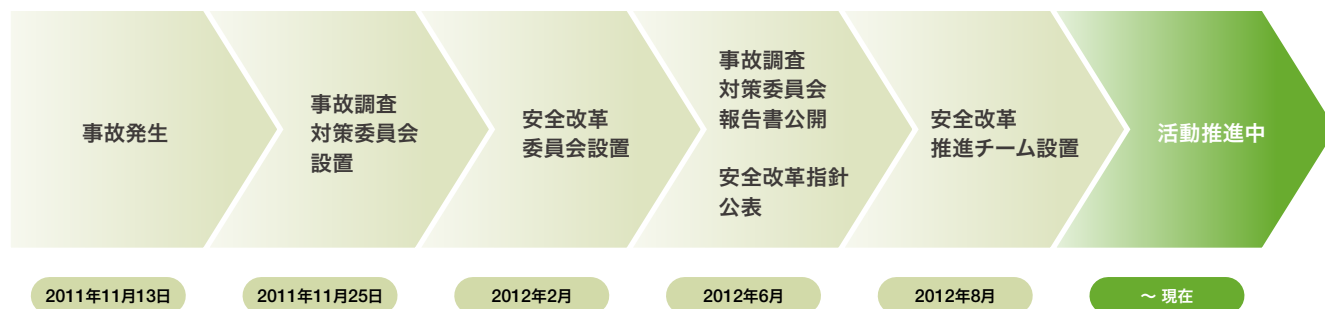 事故発生
事故調査
対策委員会
設置
安全改革
委員会設置
事故調査
対策委員会
報告書公開
安全改革指針
公表
安全改革
推進チーム設置
活動推進中
2011年11月13日
2011年11月25日
2012年2月
2012年6月
2012年8月
～ 現在